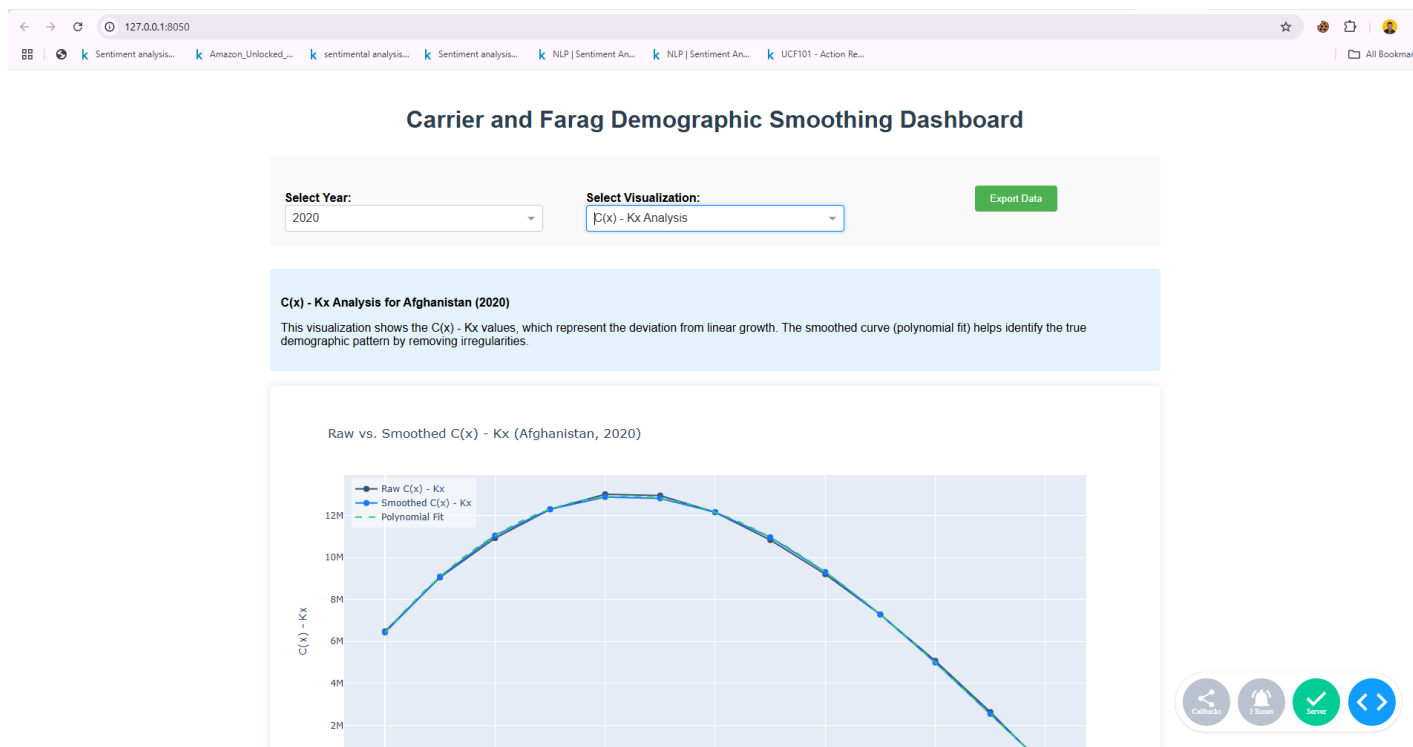 127.0.0.1:8050
Sentiment analysis...
Amazon_Unlocked_...
sentimental analysis...
Sentiment analysis...
NLP | Sentiment An...
NLP | Sentiment An...
UCF101 - Action Re...
All Bookmar
Carrier and Farag Demographic Smoothing Dashboard
Select Year:
2020
Select Visualization:
C(x) - Kx Analysis
Export Data
C(x) - Kx Analysis for Afghanistan (2020)
This visualization shows the C(x) - Kx values, which represent the deviation from linear growth. The smoothed curve (polynomial fit) helps identify the true
demographic pattern by removing irregularities.
Raw vs. Smoothed C(x) - Kx (Afghanistan, 2020)
Raw C(x) - Kx
Smoothed C(x) - Kx
Polynomial Fit
12M
10M
8M
6M
4M
2M
C(x) - Kx
Callbacks
3 Errors
Server